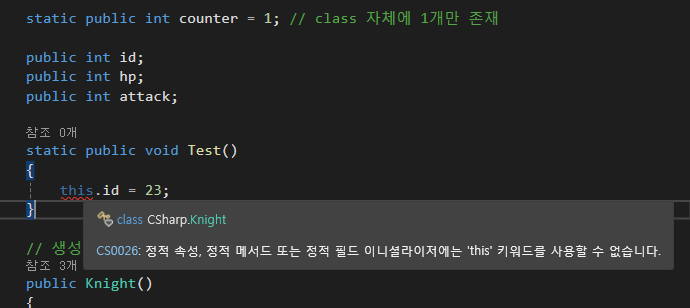 static public int counter = 1; // class 자체에 1개만 존재
public int id;
public int hp;
public int attack;
참조 0개
static public void Test()
{
this.id = 23;
}
class CSharp.Knight
CS0026: 정적 속성, 정적 메서드 또는 정적 필드 이니셜라이저에는 'this' 키워드를 사용할 수 없습니다.
// 생성
참조 3개
public Knight()
{